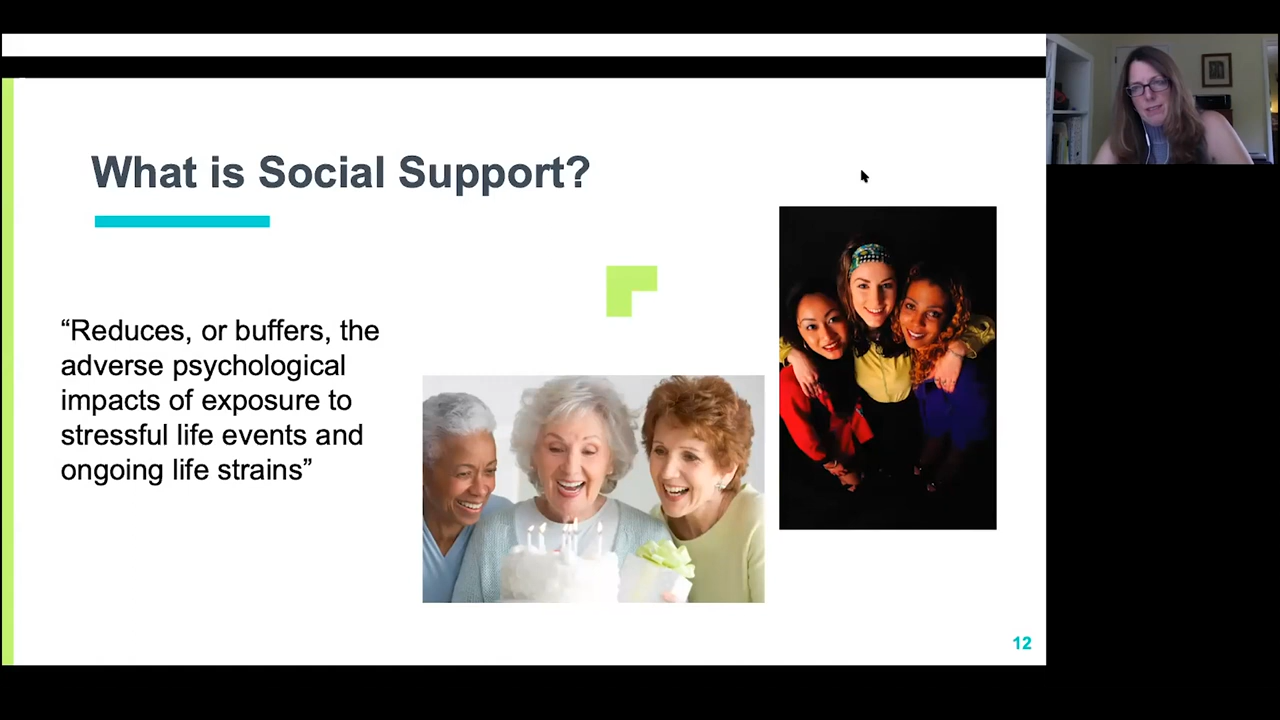 What is Social Support?
“Reduces, or buffers, the
adverse psychological
impacts of exposure to
stressful life events and
ongoing life strains”
12